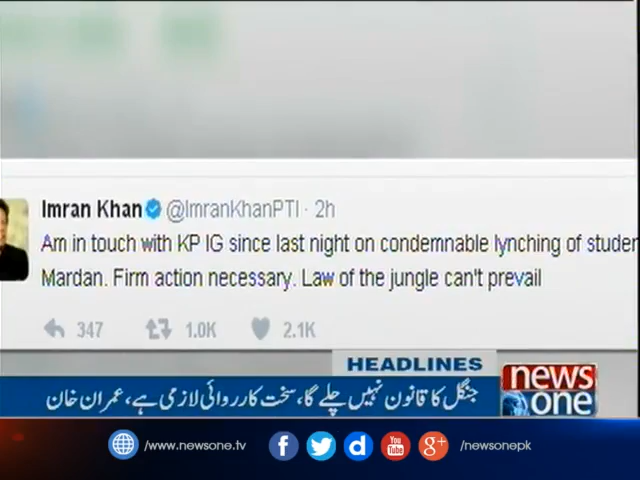 Imran Khan @ImranKhanPTI · 2h
Am in touch with KP IG since last night on condemnable lynching of studen
Mardan. Firm action necessary. Law of the jungle can't prevail
347 1.0K 2.1K
HEADLINES
جنگل کا قانون نہیں چلے گا، سخت کارروائی لازمی ہے، عمران خان
news
one
/www.newsone.tv f d You Tube g+ /newsonepk